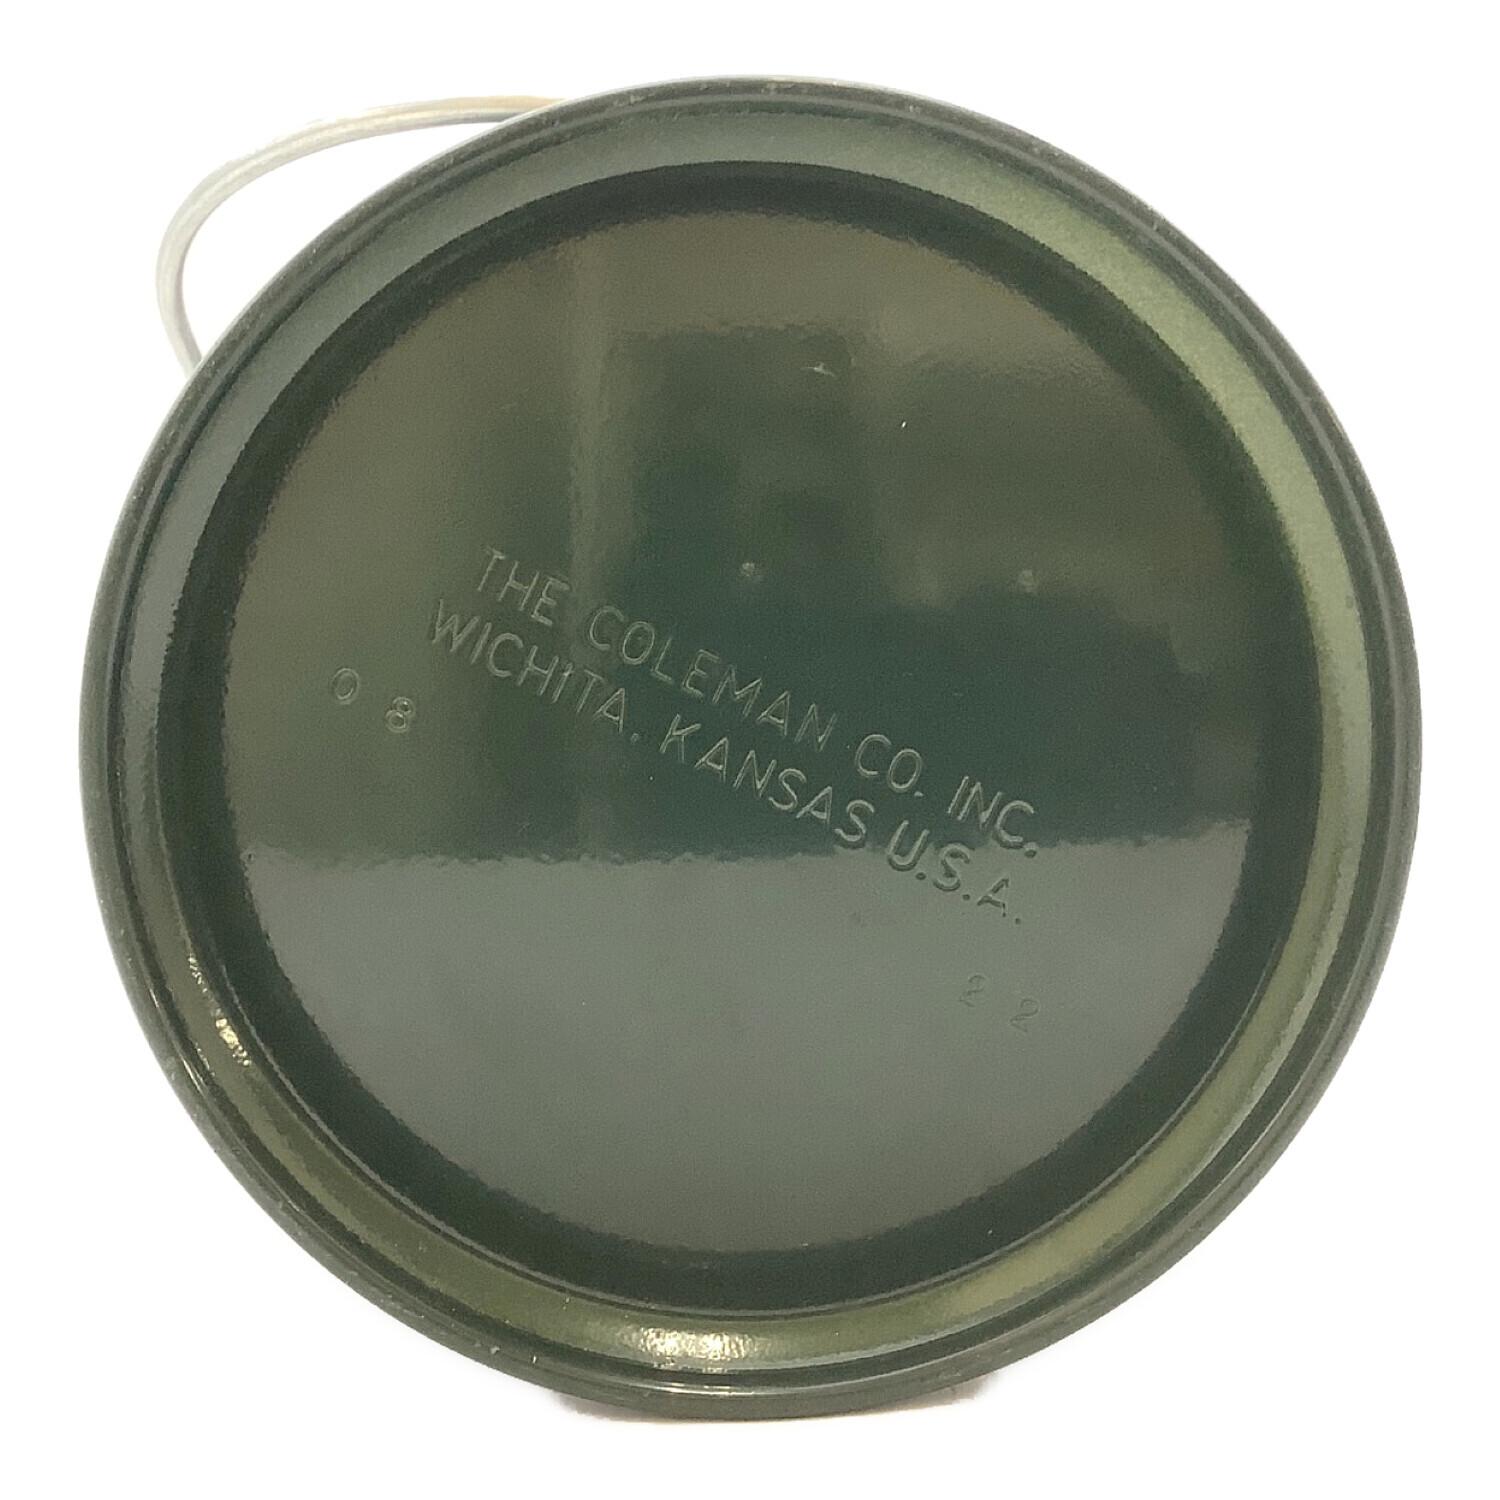 THE COLEMAN CO. INC.
WICHITA, KANSAS U.S.A.
0 8
2 2